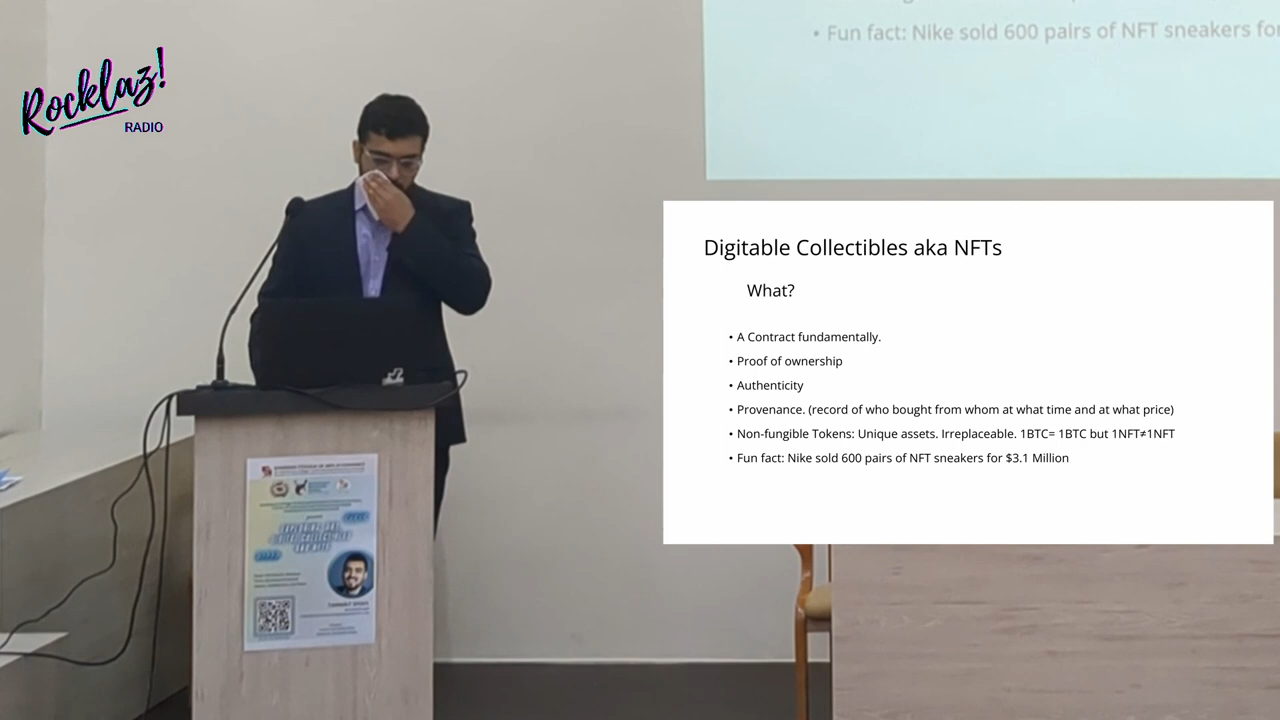 Rocklaz!
RADIO
• Fun fact: Nike sold 600 pairs of NFT sneakers for
Digitable Collectibles aka NFTs
What?
• A Contract fundamentally.
• Proof of ownership
• Authenticity
• Provenance. (record of who bought from whom at what time and at what price)
• Non-fungible Tokens: Unique assets. Irreplaceable. 1BTC= 1BTC but 1NFT≠1NFT
• Fun fact: Nike sold 600 pairs of NFT sneakers for $3.1 Million